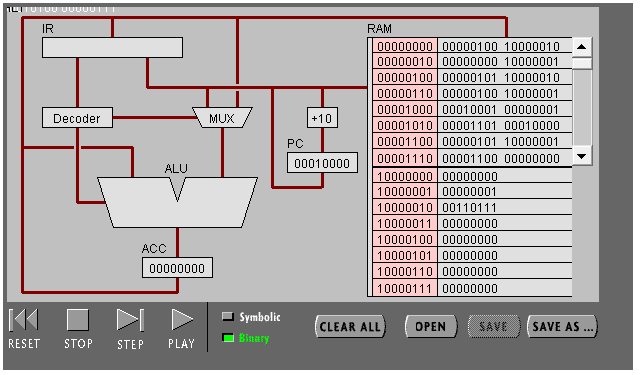 IR
RAM
00000000 00000100 10000010
00000010 00000000 10000001
00000100 00000101 10000010
00000110 00000100 10000001
00001000 00010001 00000000
00001010 00001101 00010000
00001100 00000101 10000001
00001110 00001100 00000000
10000000 00000000
10000001 00000001
10000010 00110111
10000011 00000000
10000100 00000000
10000101 00000000
10000110 00000000
10000111 00000000
Decoder
MUX
+10
PC
00010000
ALU
ACC
00000000
RESET
STOP
STEP
PLAY
Symbolic
Binary
CLEAR ALL
OPEN
SAVE
SAVE AS ...